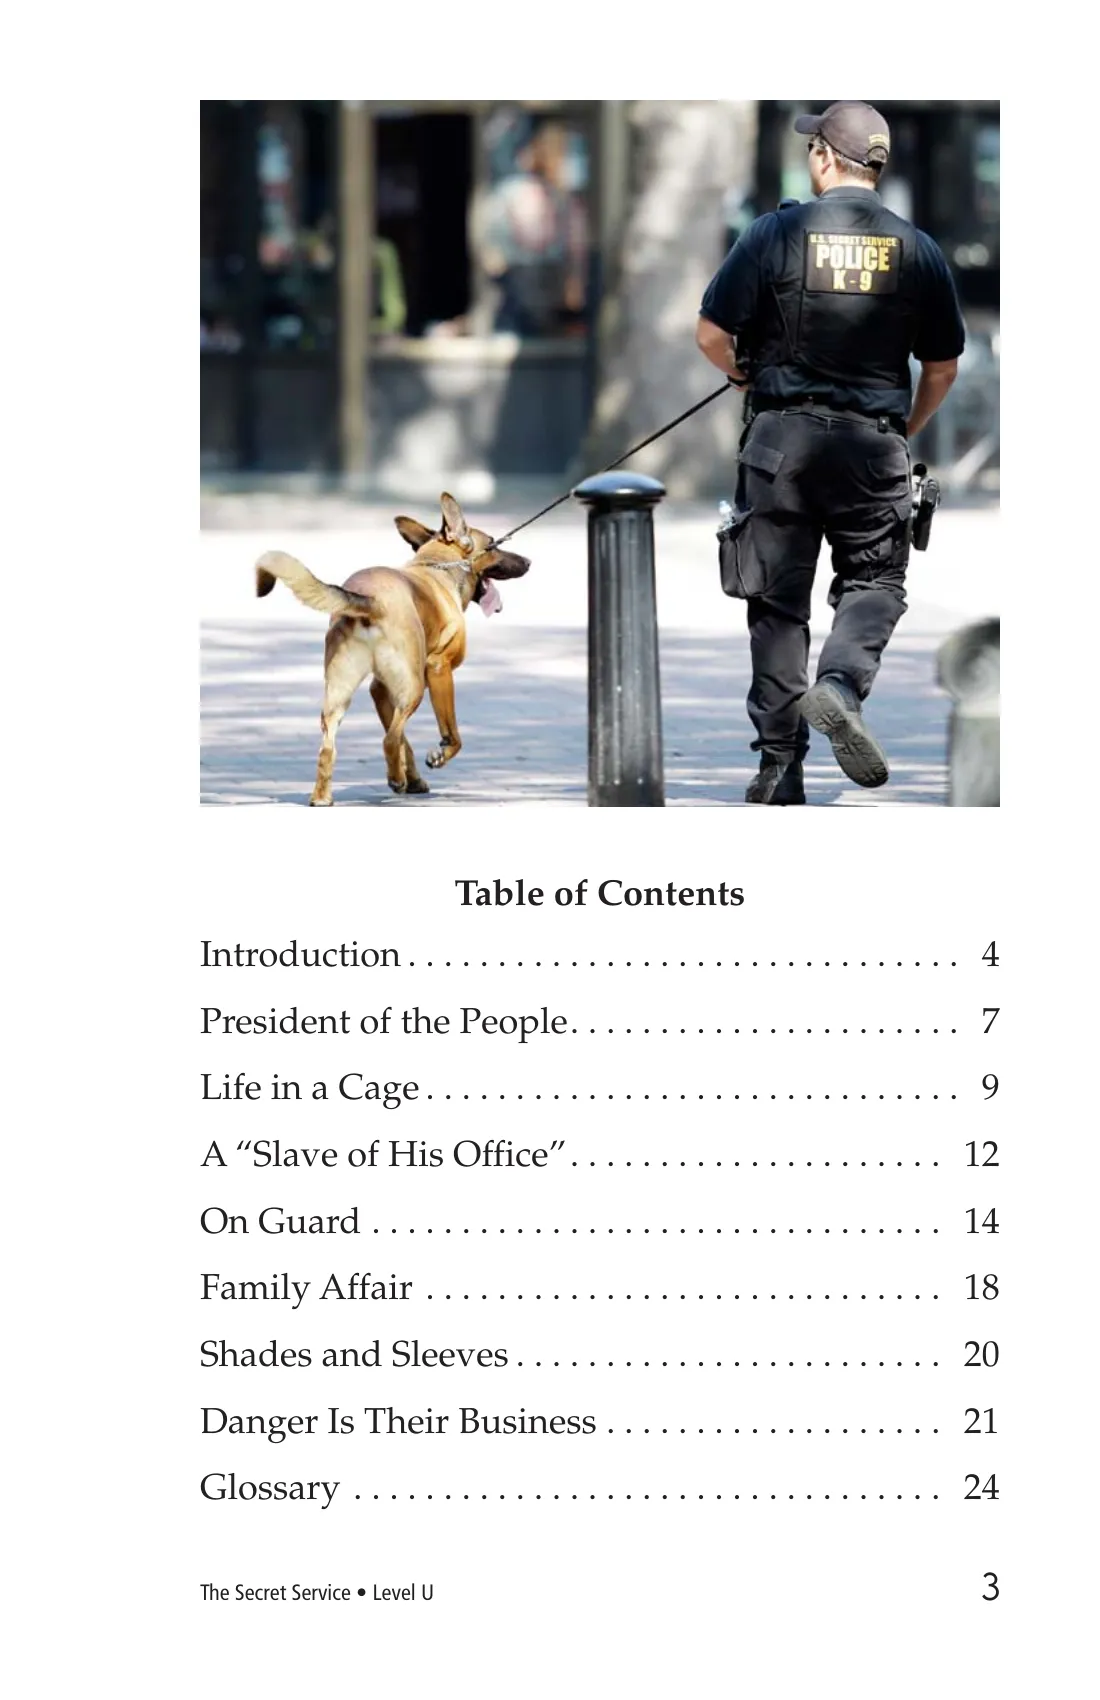 U.S. SECRET SERVICE
POLICE
K-9
Table of Contents
Introduction . . . . . . . . . . . . . . . . . . . . . . . . . . . . . . . 4
President of the People. . . . . . . . . . . . . . . . . . . . . . 7
Life in a Cage . . . . . . . . . . . . . . . . . . . . . . . . . . . . . . 9
A “Slave of His Office”. . . . . . . . . . . . . . . . . . . . . 12
On Guard . . . . . . . . . . . . . . . . . . . . . . . . . . . . . . . . 14
Family Affair . . . . . . . . . . . . . . . . . . . . . . . . . . . . . 18
Shades and Sleeves . . . . . . . . . . . . . . . . . . . . . . . . 20
Danger Is Their Business . . . . . . . . . . . . . . . . . . . 21
Glossary . . . . . . . . . . . . . . . . . . . . . . . . . . . . . . . . . 24
The Secret Service • Level U 3